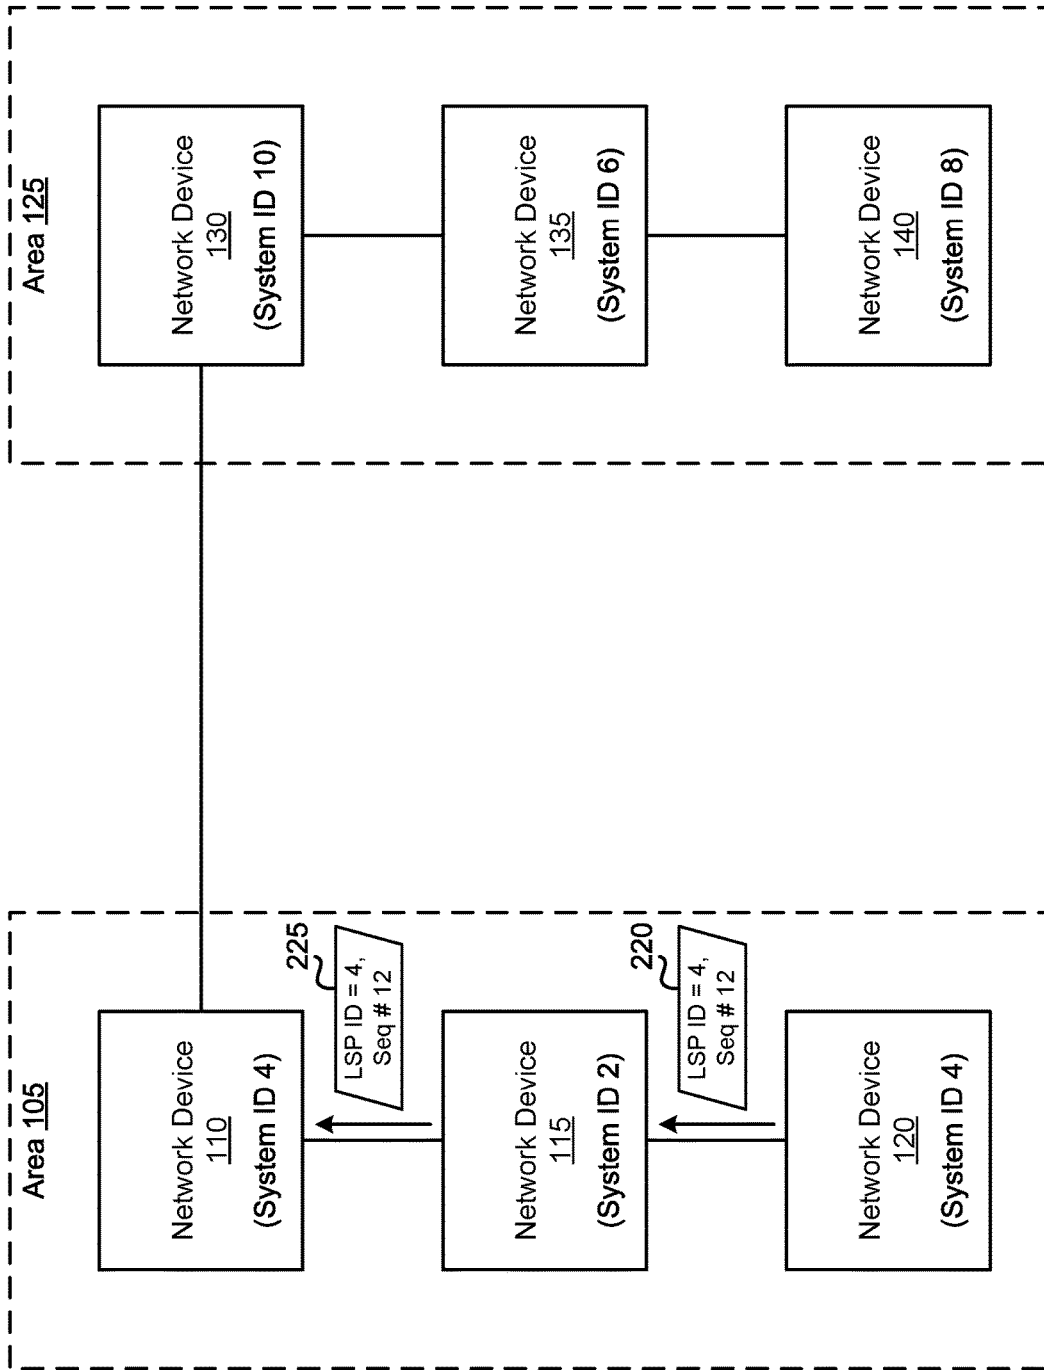 Area 105
Network Device
110
(System ID 4)
225
LSP ID = 4,
Seq # 12
Network Device
115
(System ID 2)
220
LSP ID = 4,
Seq # 12
Network Device
120
(System ID 4)
Area 125
Network Device
130
(System ID 10)
Network Device
135
(System ID 6)
Network Device
140
(System ID 8)